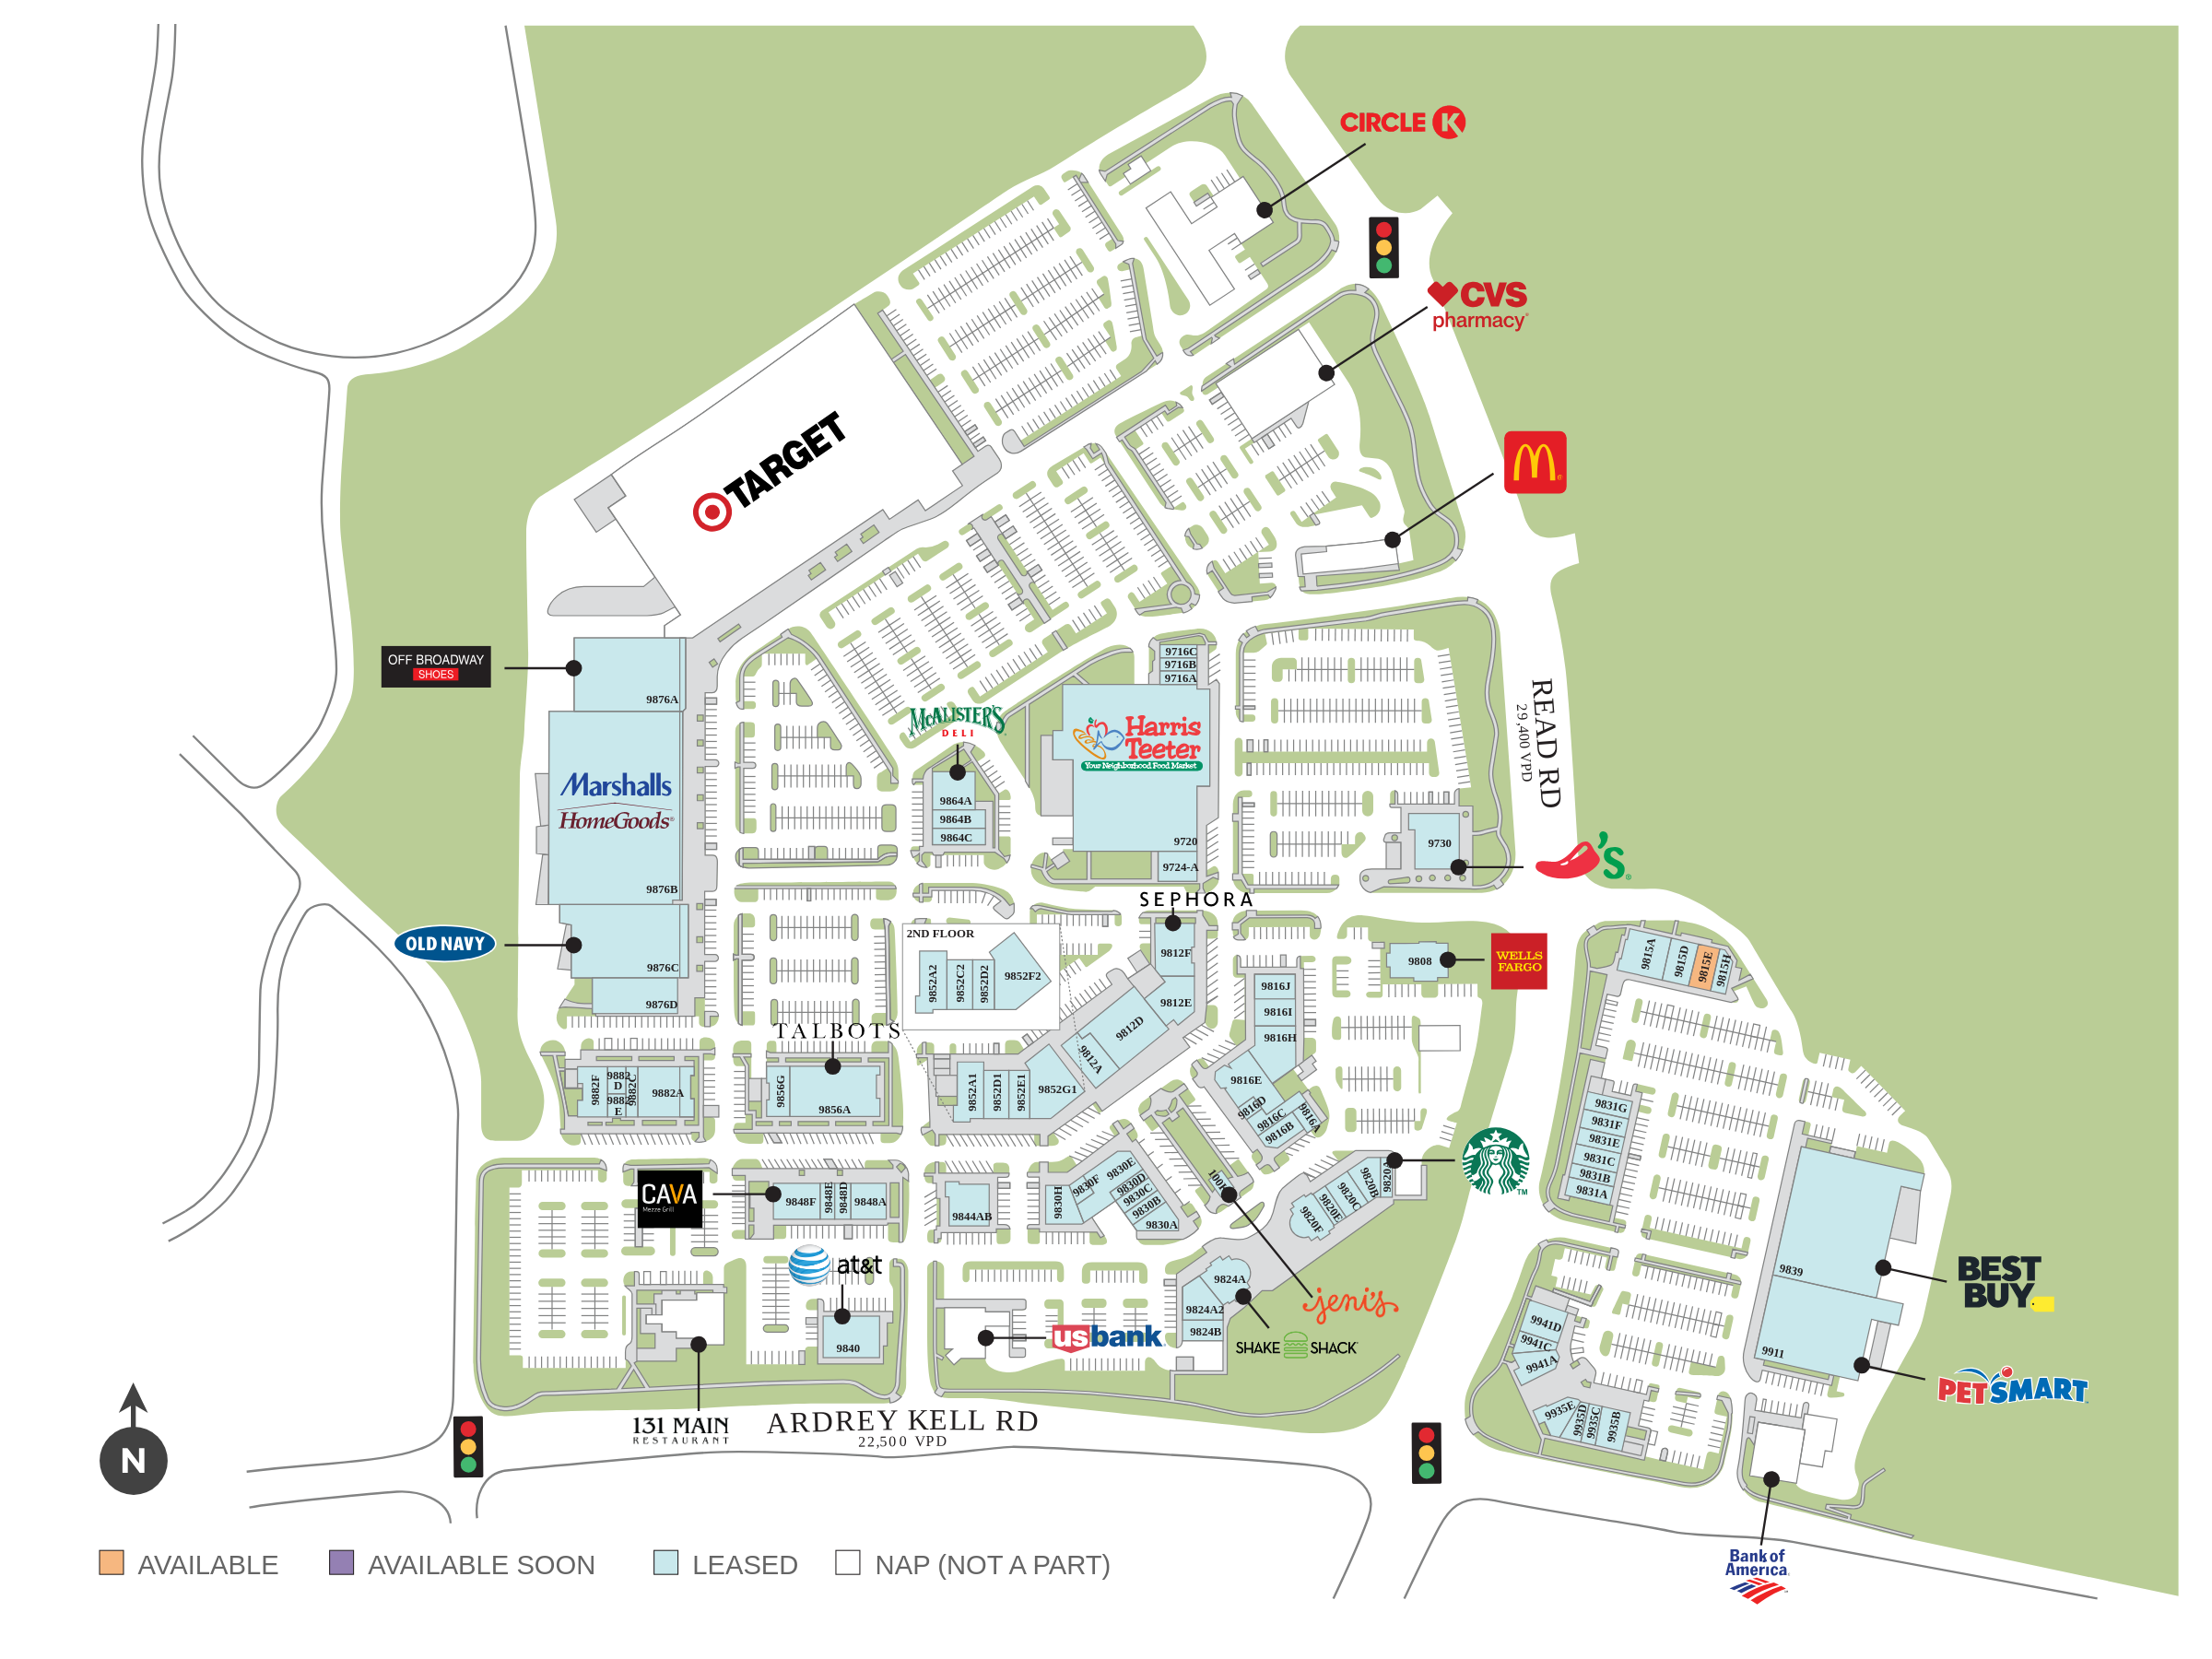 CIRCLE K
CVS
pharmacy
TARGET
OFF BROADWAY
SHOES
9876A
Marshalls
HomeGoods
9876B
OLD NAVY
9876C
9876D
McALISTER'S
DELI
9864A
9864B
9864C
9716C
9716B
9716A
Harris
Teeter
Your Neighborhood Food Market
9720
9724-A
READ RD
29,400 VPD
9730
'S
SEPHORA
9812F
9812E
9812D
9812A
2ND FLOOR
9852A2
9852C2
9852D2
9852F2
9808
WELLS
FARGO
9815A
9815D
9815E
9815H
9816J
9816I
9816H
9816E
9816D
9816C
9816B
9816A
TALBOTS
9882F
9882
D
9882
E
9882C
9882A
9856G
9856A
9852A1
9852D1
9852E1
9852G1
9831G
9831F
9831E
9831C
9831B
9831A
CAVA
Mezze Grill
9848F
9848E
9848D
9848A
9844AB
9830H
9830F
9830E
9830D
9830C
9830B
9830A
9820F
9820E
9820C
9820B
9820A
TM
at&t
9840
9824A
9824A2
9824B
jeni's
SHAKE SHACK
usbank
9839
BEST
BUY
9911
PETSMART
9941D
9941C
9941A
9935E
9935D
9935C
9935B
131 MAIN
RESTAURANT
ARDREY KELL RD
22,500 VPD
N
Bank of
America
AVAILABLE
AVAILABLE SOON
LEASED
NAP (NOT A PART)